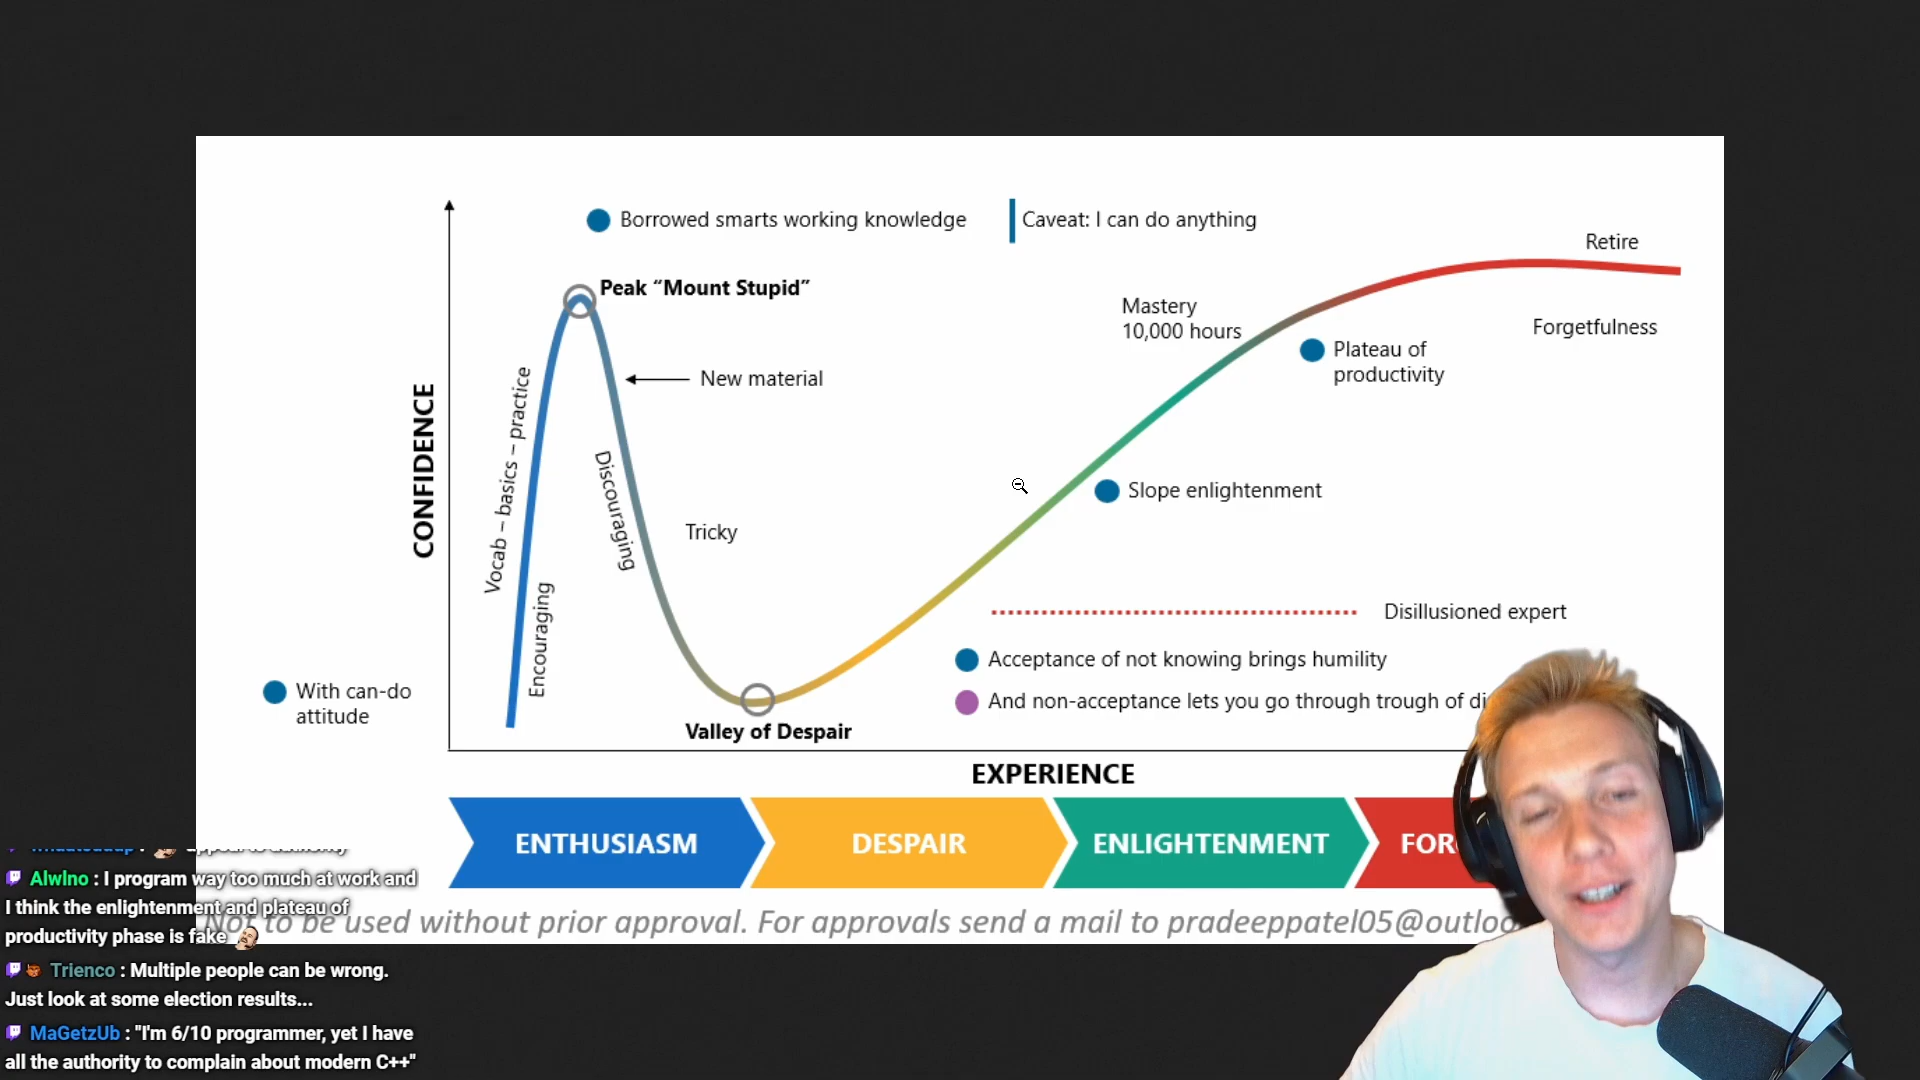 Borrowed smarts working knowledge
Caveat: I can do anything
Retire
Peak “Mount Stupid”
Mastery
10,000 hours
Forgetfulness
Plateau of
productivity
New material
CONFIDENCE
Vocab – basics – practice
Discouraging
Slope enlightenment
Tricky
Encouraging
Disillusioned expert
Acceptance of not knowing brings humility
With can-do
attitude
And non-acceptance lets you go through trough of
Valley of Despair
EXPERIENCE
ENTHUSIASM
DESPAIR
ENLIGHTENMENT
Not to be used without prior approval. For approvals send a mail to
appeal to authority
Alwlno : I program way too much at work and
I think the enlightenment and plateau of
productivity phase is fake
Trienco : Multiple people can be wrong.
Just look at some election results...
MaGetzUb : "I'm 6/10 programmer, yet I have
all the authority to complain about modern C++"